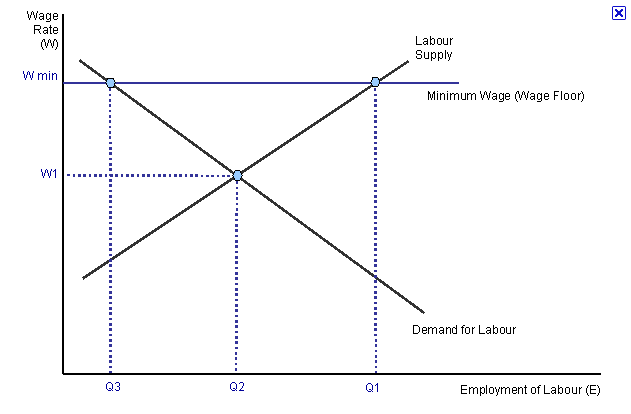 Wage
Rate
(W)
Labour
Supply
W min
Minimum Wage (Wage Floor)
W1
Demand for Labour
Q3
Q2
Q1
Employment of Labour (E)